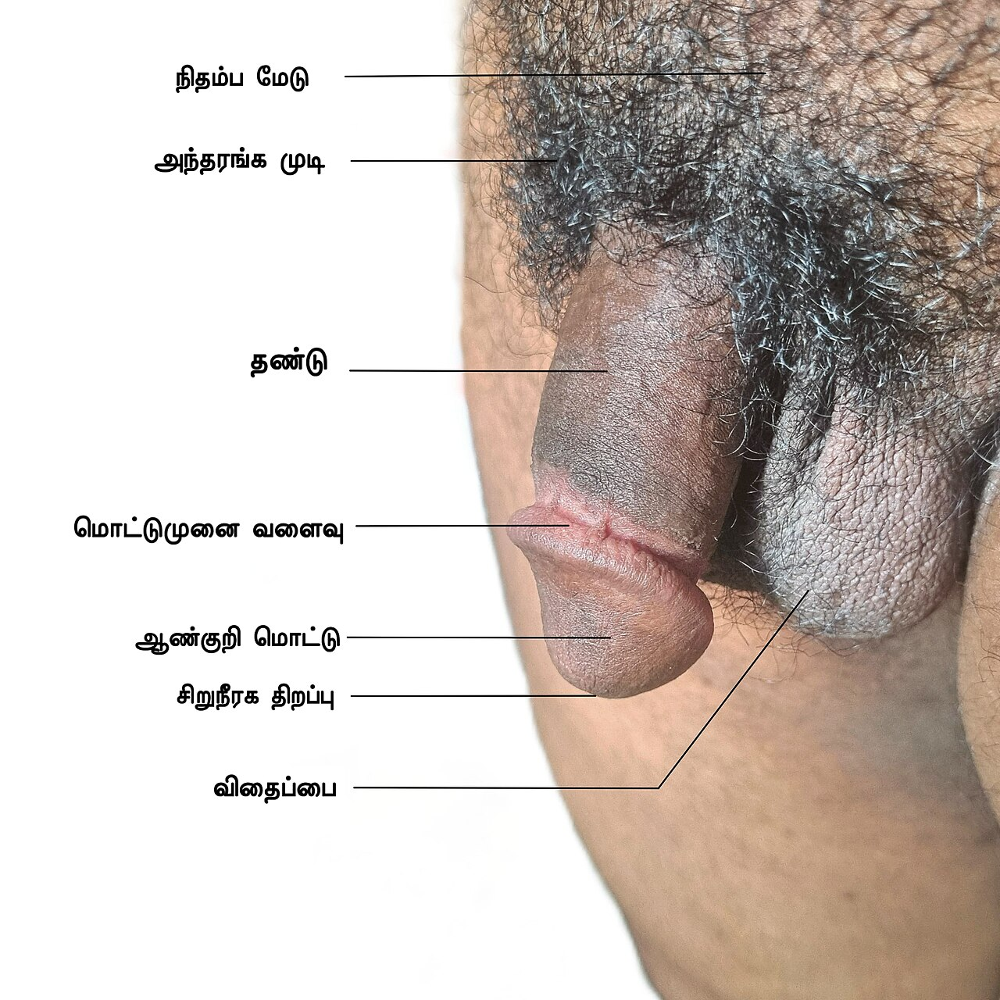 நிதம்ப மேடு
அந்தரங்க முடி
தண்டு
மொட்டுமுனை வளைவு
ஆண்குறி மொட்டு
சிறுநீரக திறப்பு
விதைப்பை